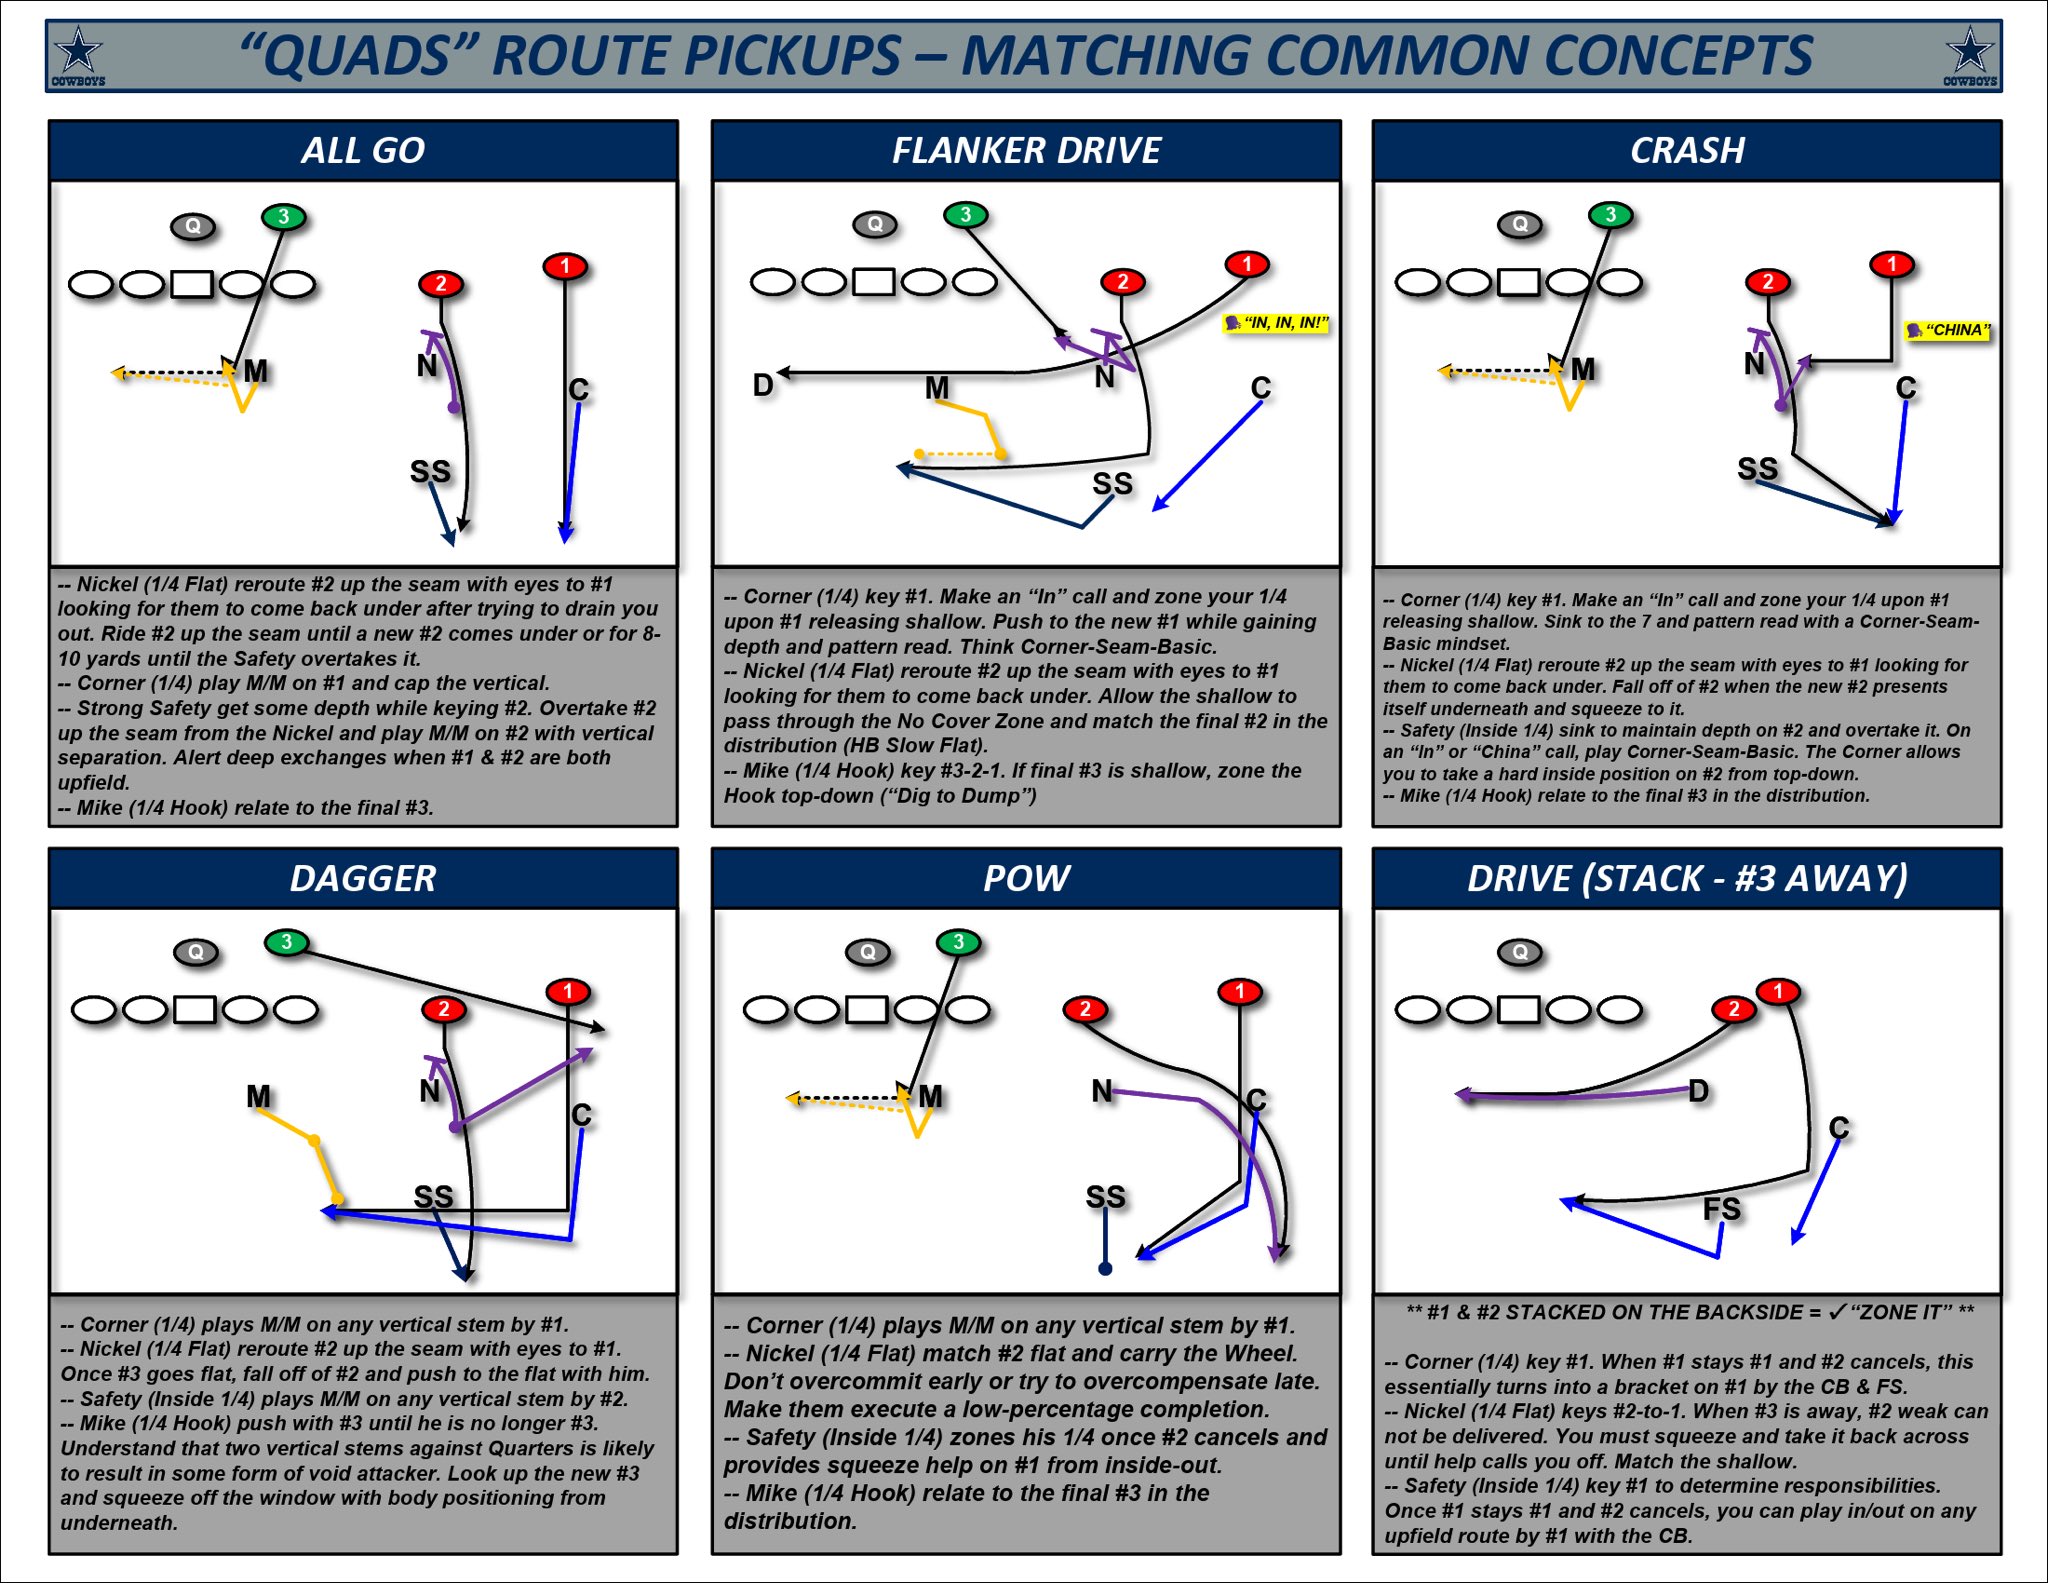 COWBOYS
“QUADS” ROUTE PICKUPS – MATCHING COMMON CONCEPTS
COWBOYS
ALL GO
Q
3
1
2
M
N
C
SS
-- Nickel (1/4 Flat) reroute #2 up the seam with eyes to #1
looking for them to come back under after trying to drain you
out. Ride #2 up the seam until a new #2 comes under or for 8-
10 yards until the Safety overtakes it.
-- Corner (1/4) play M/M on #1 and cap the vertical.
-- Strong Safety get some depth while keying #2. Overtake #2
up the seam from the Nickel and play M/M on #2 with vertical
separation. Alert deep exchanges when #1 & #2 are both
upfield.
-- Mike (1/4 Hook) relate to the final #3.
FLANKER DRIVE
Q
3
1
2
“IN, IN, IN!”
D
M
N
C
SS
-- Corner (1/4) key #1. Make an “In” call and zone your 1/4
upon #1 releasing shallow. Push to the new #1 while gaining
depth and pattern read. Think Corner-Seam-Basic.
-- Nickel (1/4 Flat) reroute #2 up the seam with eyes to #1
looking for them to come back under. Allow the shallow to
pass through the No Cover Zone and match the final #2 in the
distribution (HB Slow Flat).
-- Mike (1/4 Hook) key #3-2-1. If final #3 is shallow, zone the
Hook top-down (“Dig to Dump”)
CRASH
Q
3
1
2
“CHINA”
M
N
C
SS
-- Corner (1/4) key #1. Make an “In” call and zone your 1/4 upon #1
releasing shallow. Sink to the 7 and pattern read with a Corner-Seam-
Basic mindset.
-- Nickel (1/4 Flat) reroute #2 up the seam with eyes to #1 looking for
them to come back under. Fall off of #2 when the new #2 presents
itself underneath and squeeze to it.
-- Safety (Inside 1/4) sink to maintain depth on #2 and overtake it. On
an “In” or “China” call, play Corner-Seam-Basic. The Corner allows
you to take a hard inside position on #2 from top-down.
-- Mike (1/4 Hook) relate to the final #3 in the distribution.
DAGGER
Q
3
1
2
M
N
C
SS
-- Corner (1/4) plays M/M on any vertical stem by #1.
-- Nickel (1/4 Flat) reroute #2 up the seam with eyes to #1.
Once #3 goes flat, fall off of #2 and push to the flat with him.
-- Safety (Inside 1/4) plays M/M on any vertical stem by #2.
-- Mike (1/4 Hook) push with #3 until he is no longer #3.
Understand that two vertical stems against Quarters is likely
to result in some form of void attacker. Look up the new #3
and squeeze off the window with body positioning from
underneath.
POW
Q
3
1
2
M
N
C
SS
-- Corner (1/4) plays M/M on any vertical stem by #1.
-- Nickel (1/4 Flat) match #2 flat and carry the Wheel.
Don’t overcommit early or try to overcompensate late.
Make them execute a low-percentage completion.
-- Safety (Inside 1/4) zones his 1/4 once #2 cancels and
provides squeeze help on #1 from inside-out.
-- Mike (1/4 Hook) relate to the final #3 in the
distribution.
DRIVE (STACK - #3 AWAY)
Q
2
1
D
C
FS
** #1 & #2 STACKED ON THE BACKSIDE = ✓ “ZONE IT” **
-- Corner (1/4) key #1. When #1 stays #1 and #2 cancels, this
essentially turns into a bracket on #1 by the CB & FS.
-- Nickel (1/4 Flat) keys #2-to-1. When #3 is away, #2 weak can
not be delivered. You must squeeze and take it back across
until help calls you off. Match the shallow.
-- Safety (Inside 1/4) key #1 to determine responsibilities.
Once #1 stays #1 and #2 cancels, you can play in/out on any
upfield route by #1 with the CB.